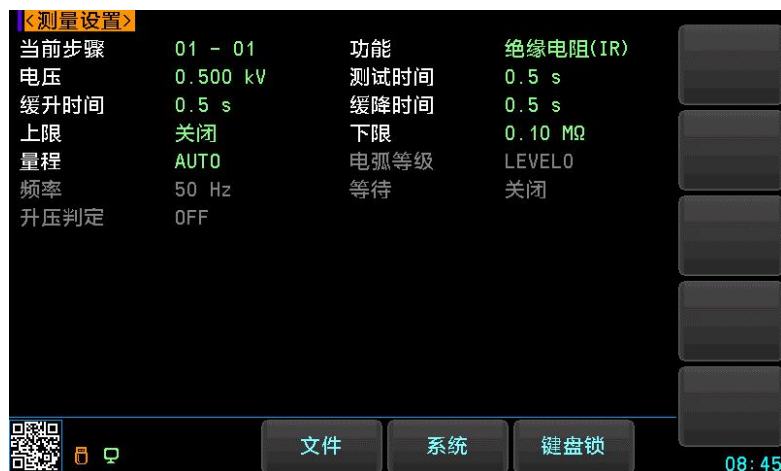 <测量设置>
当前步骤 01 - 01 功能 绝缘电阻(IR)
电压 0.500 kV 测试时间 0.5 s
缓升时间 0.5 s 缓降时间 0.5 s
上限 关闭 下限 0.10 MΩ
量程 AUTO 电弧等级 LEVEL0
频率 50 Hz 等待 关闭
升压判定 OFF
文件 系统 键盘锁
08:45